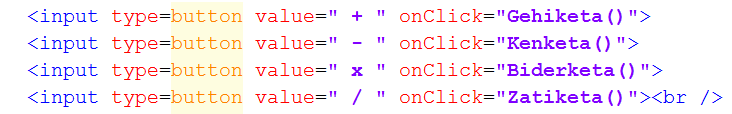 <input type=button value=" + " onClick="Gehiketa()">
<input type=button value=" - " onClick="Kenketa()">
<input type=button value=" x " onClick="Biderketa()">
<input type=button value=" / " onClick="Zatiketa()"><br />